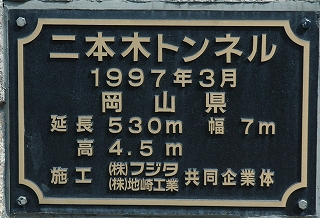 二本木トンネル
1997年3月
岡山県
延長 530m 幅 7m
高 4.5m
施工 (株)フジタ 共同企業体
(株)地崎工業